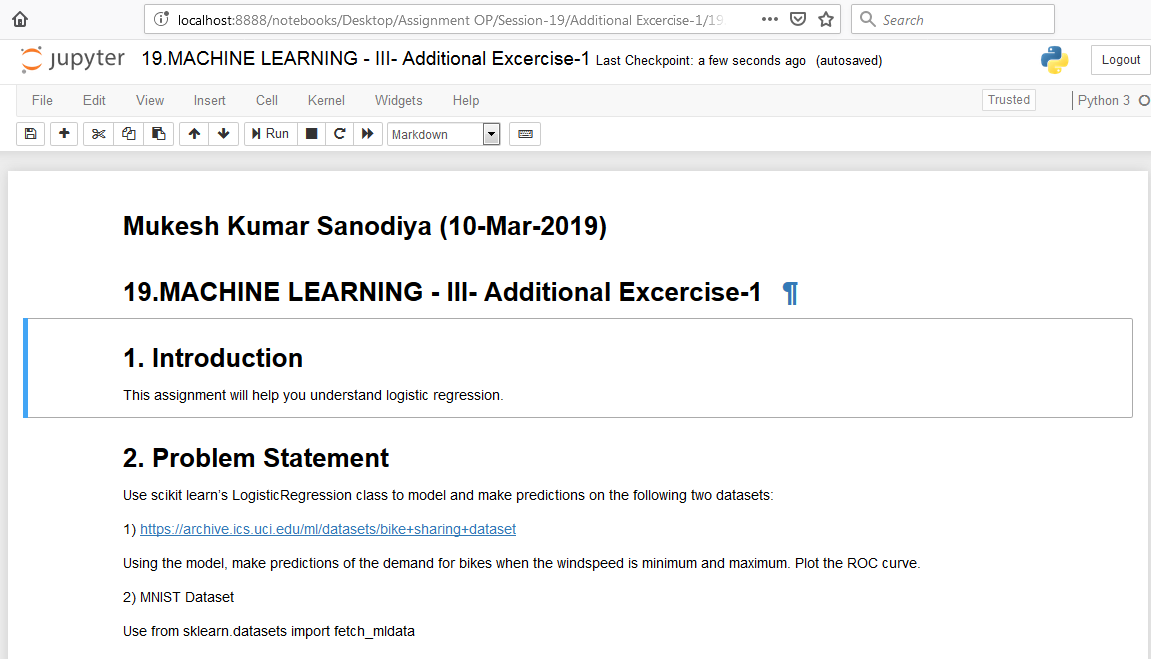 localhost:8888/notebooks/Desktop/Assignment OP/Session-19/Additional Excercise-1/19
Search
jupyter 19.MACHINE LEARNING - III- Additional Excercise-1 Last Checkpoint: a few seconds ago (autosaved)
Logout
File Edit View Insert Cell Kernel Widgets Help Trusted Python 3
Run Markdown
Mukesh Kumar Sanodiya (10-Mar-2019)
19.MACHINE LEARNING - III- Additional Excercise-1 ¶
1. Introduction
This assignment will help you understand logistic regression.
2. Problem Statement
Use scikit learn’s LogisticRegression class to model and make predictions on the following two datasets:
1) https://archive.ics.uci.edu/ml/datasets/bike+sharing+dataset
Using the model, make predictions of the demand for bikes when the windspeed is minimum and maximum. Plot the ROC curve.
2) MNIST Dataset
Use from sklearn.datasets import fetch_mldata